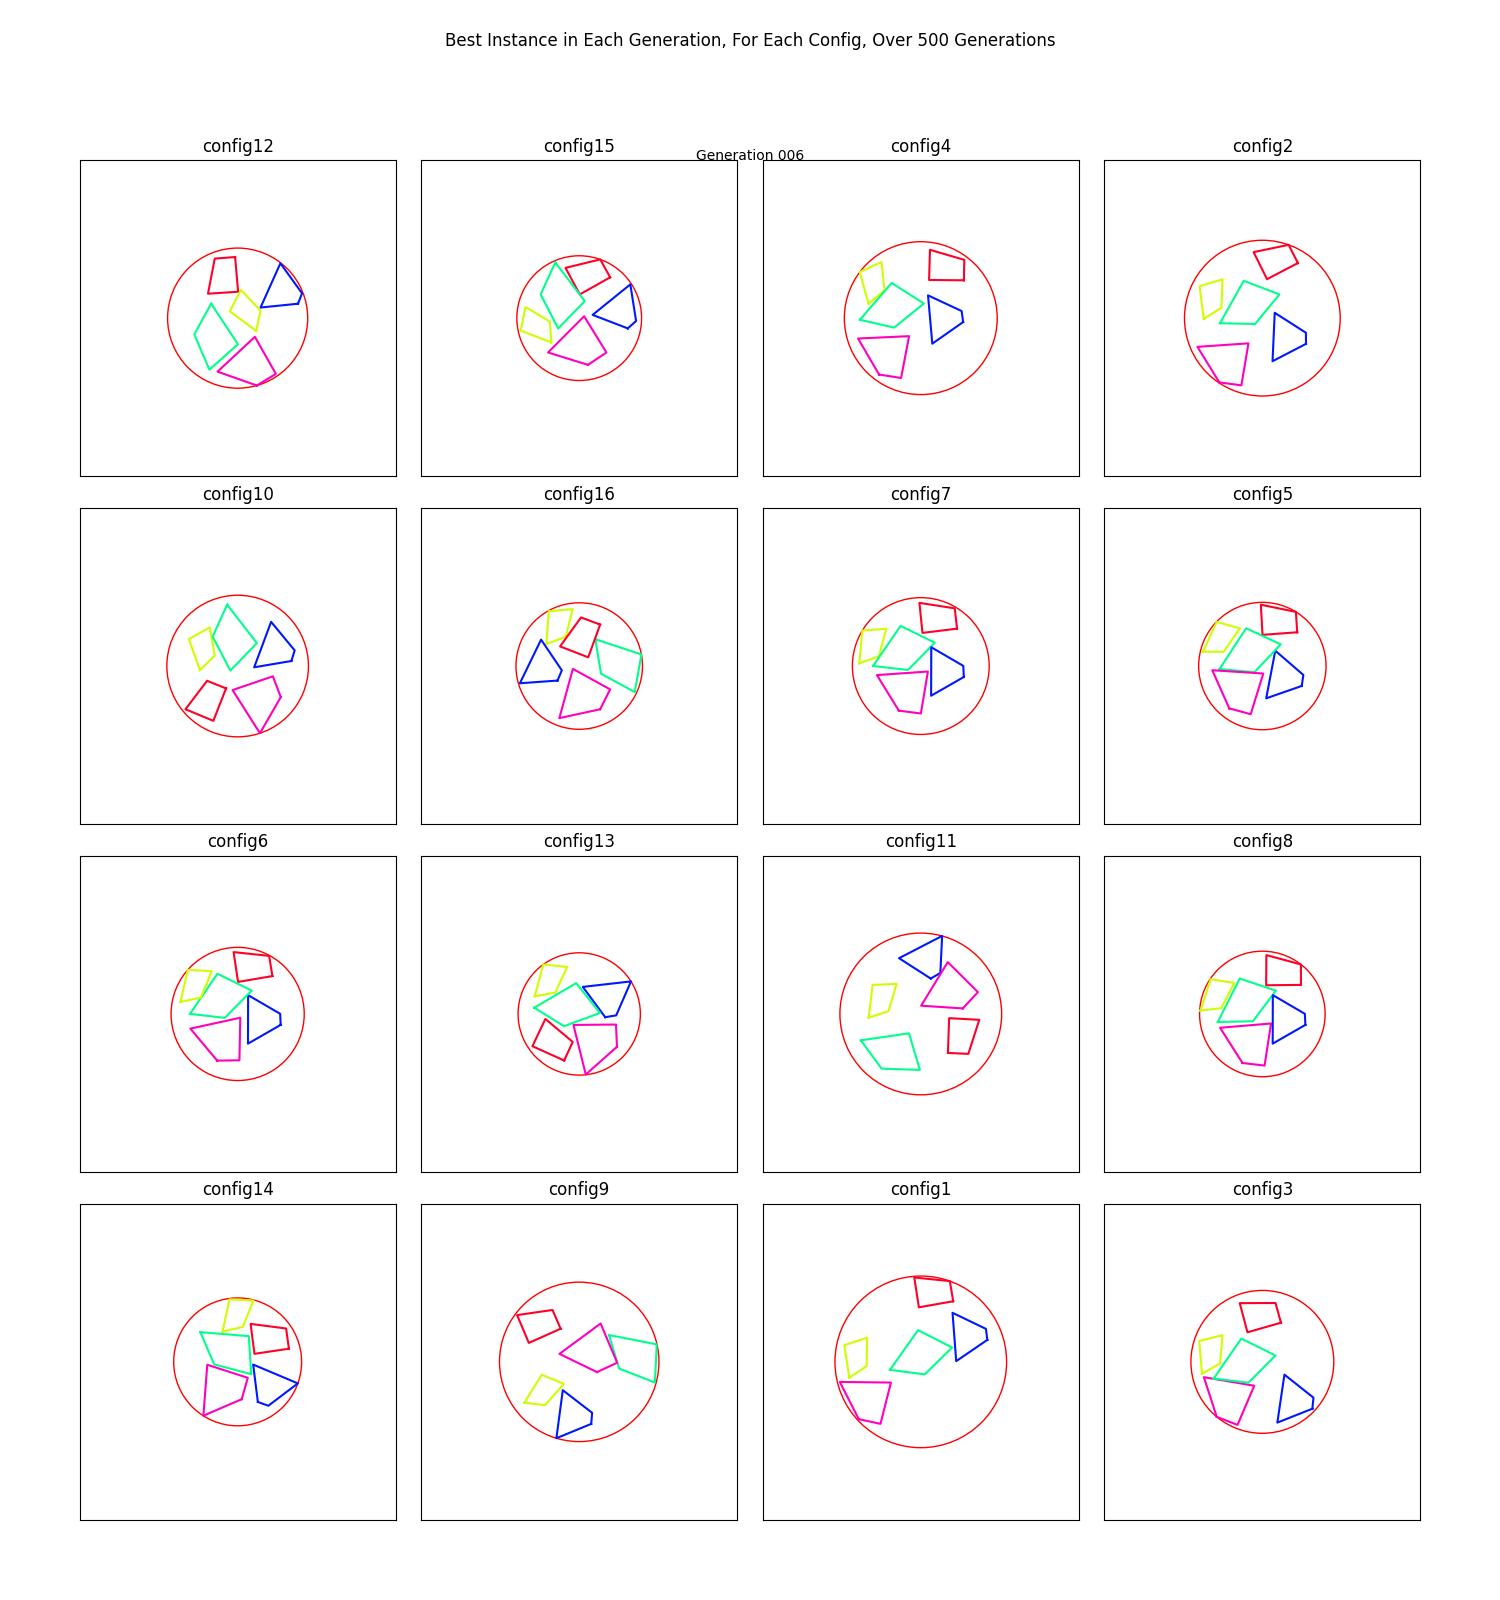 Best Instance in Each Generation, For Each Config, Over 500 Generations
Generation 006
config12
config15
config4
config2
config10
config16
config7
config5
config6
config13
config11
config8
config14
config9
config1
config3